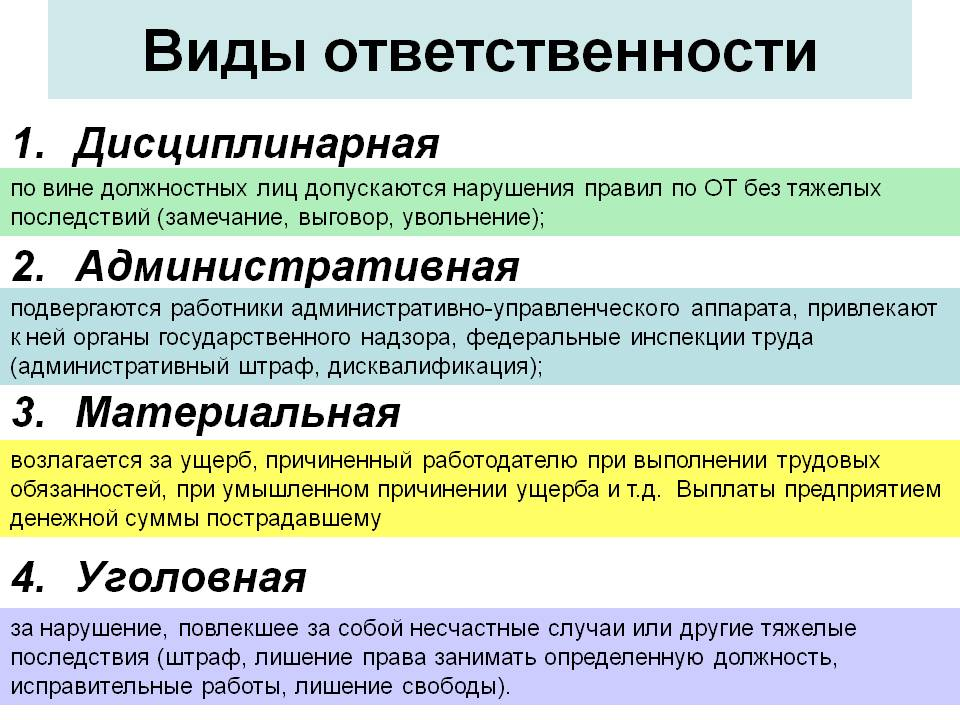 Виды ответственности
1. Дисциплинарная
по вине должностных лиц допускаются нарушения правил по ОТ без тяжелых
последствий (замечание, выговор, увольнение);
2. Административная
подвергаются работники административно-управленческого аппарата, привлекают
к ней органы государственного надзора, федеральные инспекции труда
(административный штраф, дисквалификация);
3. Материальная
возлагается за ущерб, причиненный работодателю при выполнении трудовых
обязанностей, при умышленном причинении ущерба и т.д. Выплаты предприятием
денежной суммы пострадавшему
4. Уголовная
за нарушение, повлекшее за собой несчастные случаи или другие тяжелые
последствия (штраф, лишение права занимать определенную должность,
исправительные работы, лишение свободы).